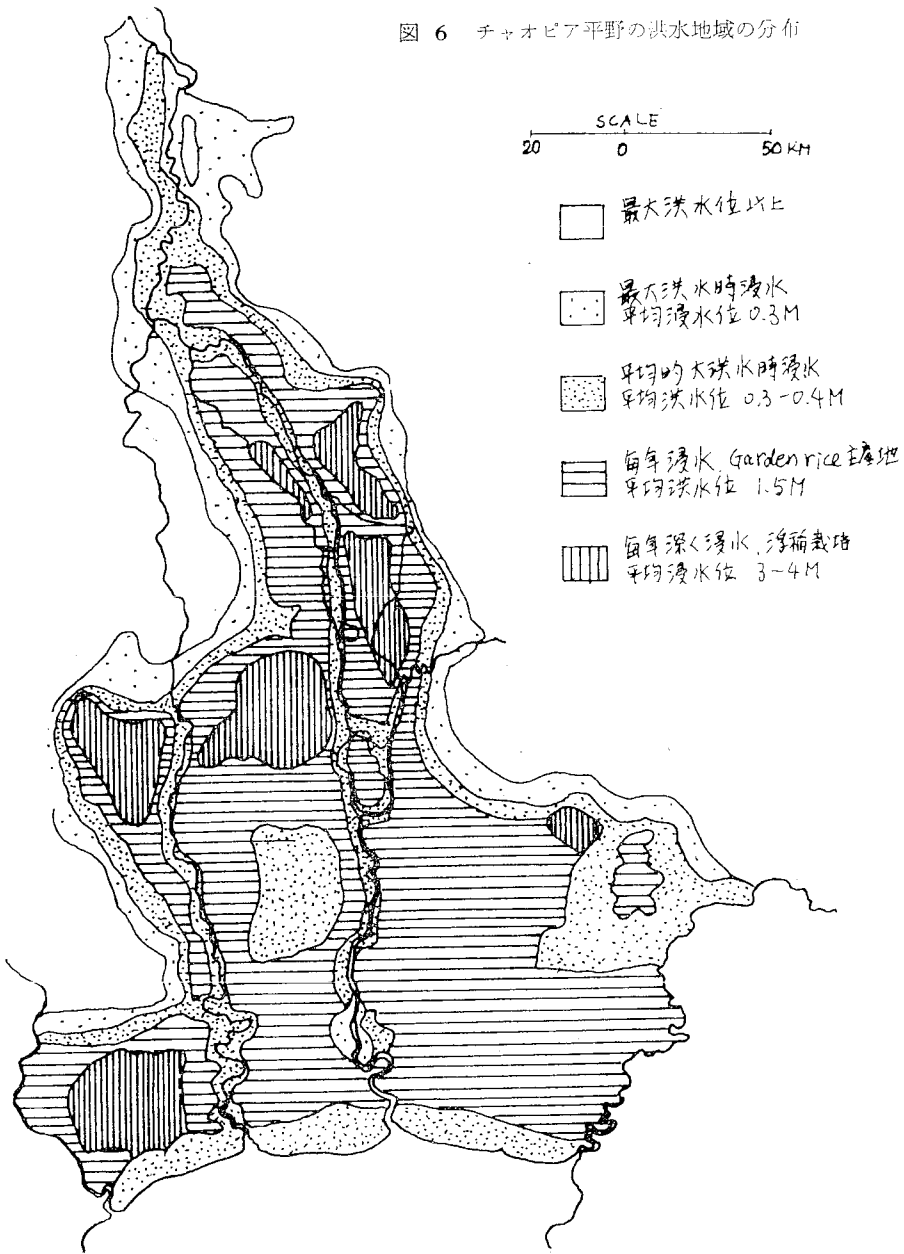 図 6 チャオピア平野の洪水地域の分布
SCALE
20 0 50 KM
最大洪水位以上
最大洪水時浸水
平均浸水位 0.3M
平均的大洪水時浸水
平均洪水位 0.3-0.4M
毎年浸水, Garden rice 主産地
平均洪水位 1.5M
毎年深く浸水, 浮稲栽培
平均浸水位 3-4M